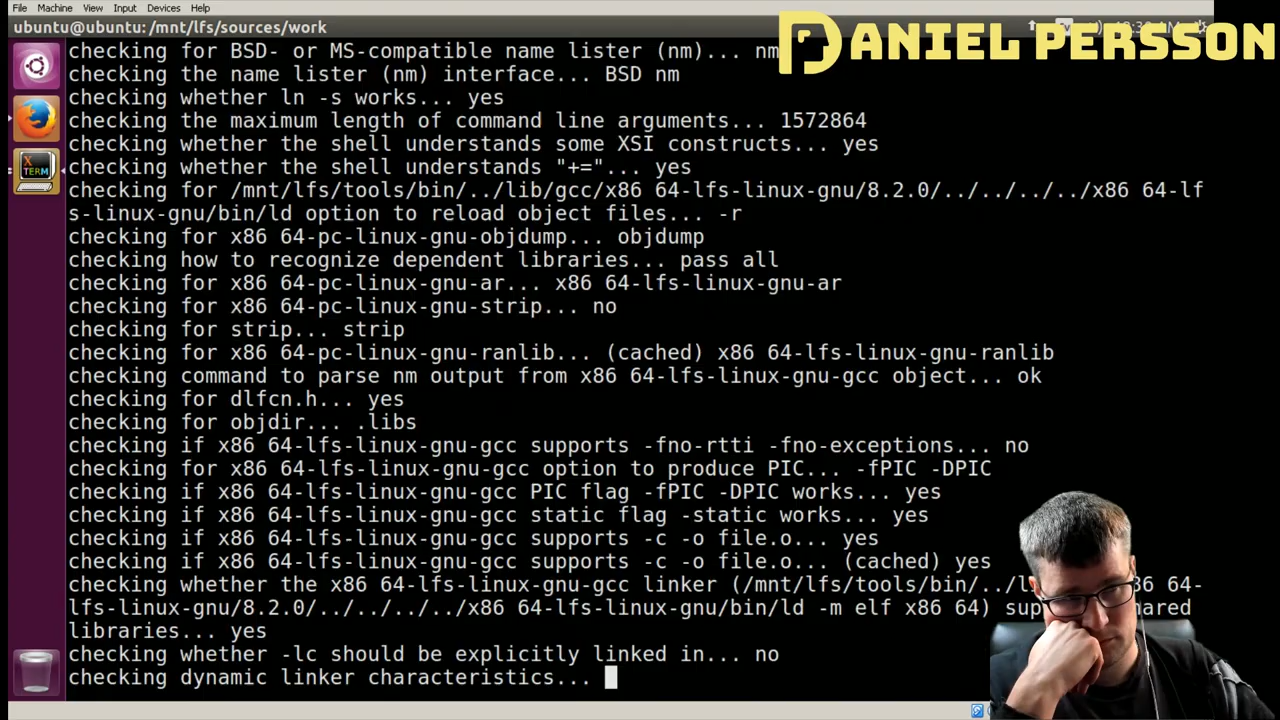 File Machine View Input Devices Help
ubuntu@ubuntu: /mnt/lfs/sources/work
DANIEL PERSSON
checking for BSD- or MS-compatible name lister (nm)... nm
checking the name lister (nm) interface... BSD nm
checking whether ln -s works... yes
checking the maximum length of command line arguments... 1572864
checking whether the shell understands some XSI constructs... yes
checking whether the shell understands "+="... yes
checking for /mnt/lfs/tools/bin/../lib/gcc/x86 64-lfs-linux-gnu/8.2.0/../../../../x86 64-lf
s-linux-gnu/bin/ld option to reload object files... -r
checking for x86 64-pc-linux-gnu-objdump... objdump
checking how to recognize dependent libraries... pass all
checking for x86 64-pc-linux-gnu-ar... x86 64-lfs-linux-gnu-ar
checking for x86 64-pc-linux-gnu-strip... no
checking for strip... strip
checking for x86 64-pc-linux-gnu-ranlib... (cached) x86 64-lfs-linux-gnu-ranlib
checking command to parse nm output from x86 64-lfs-linux-gnu-gcc object... ok
checking for dlfcn.h... yes
checking for objdir... .libs
checking if x86 64-lfs-linux-gnu-gcc supports -fno-rtti -fno-exceptions... no
checking for x86 64-lfs-linux-gnu-gcc option to produce PIC... -fPIC -DPIC
checking if x86 64-lfs-linux-gnu-gcc PIC flag -fPIC -DPIC works... yes
checking if x86 64-lfs-linux-gnu-gcc static flag -static works... yes
checking if x86 64-lfs-linux-gnu-gcc supports -c -o file.o... yes
checking if x86 64-lfs-linux-gnu-gcc supports -c -o file.o... (cached) yes
checking whether the x86 64-lfs-linux-gnu-gcc linker (/mnt/lfs/tools/bin/../l 86 64-
lfs-linux-gnu/8.2.0/../../../../x86 64-lfs-linux-gnu/bin/ld -m elf x86 64) sup hared
libraries... yes
checking whether -lc should be explicitly linked in... no
checking dynamic linker characteristics...
X TERM